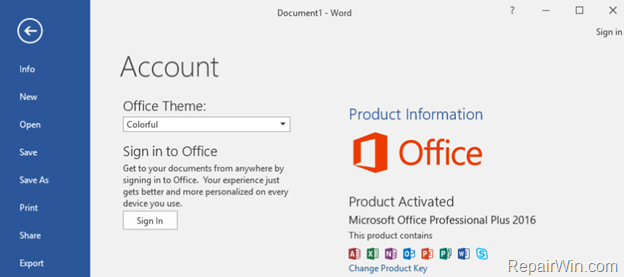 Document1 - Word
?
Sign in
Info
New
Open
Save
Save As
Print
Share
Export
Account
Office Theme:
Colorful
Sign in to Office
Get to your documents from anywhere by
signing in to Office. Your experience just
gets better and more personalized on every
device you use.
Sign In
Product Information
Office
Product Activated
Microsoft Office Professional Plus 2016
This product contains
Change Product Key
RepairWin.com